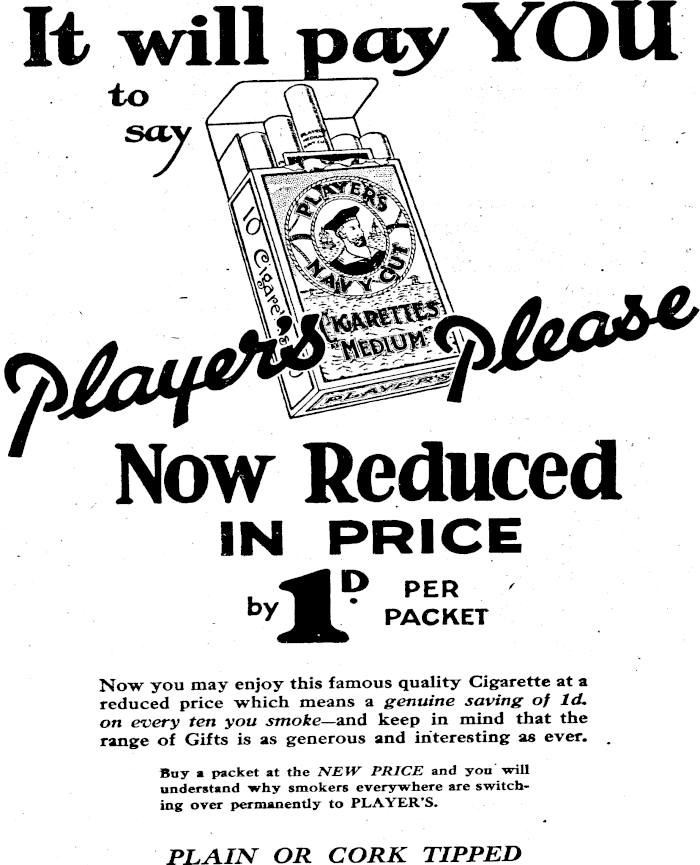 It will pay YOU
to
say
PLAYER'S
NAVY CUT
10 Cigarettes
CIGARETTES
"MEDIUM"
PLAYER'S
Player's Please
Now Reduced
IN PRICE
by 1D. PER
PACKET
Now you may enjoy this famous quality Cigarette at a
reduced price which means a genuine saving of 1d.
on every ten you smoke—and keep in mind that the
range of Gifts is as generous and interesting as ever.
Buy a packet at the NEW PRICE and you will
understand why smokers everywhere are switch-
ing over permanently to PLAYER'S.
PLAIN OR CORK TIPPED